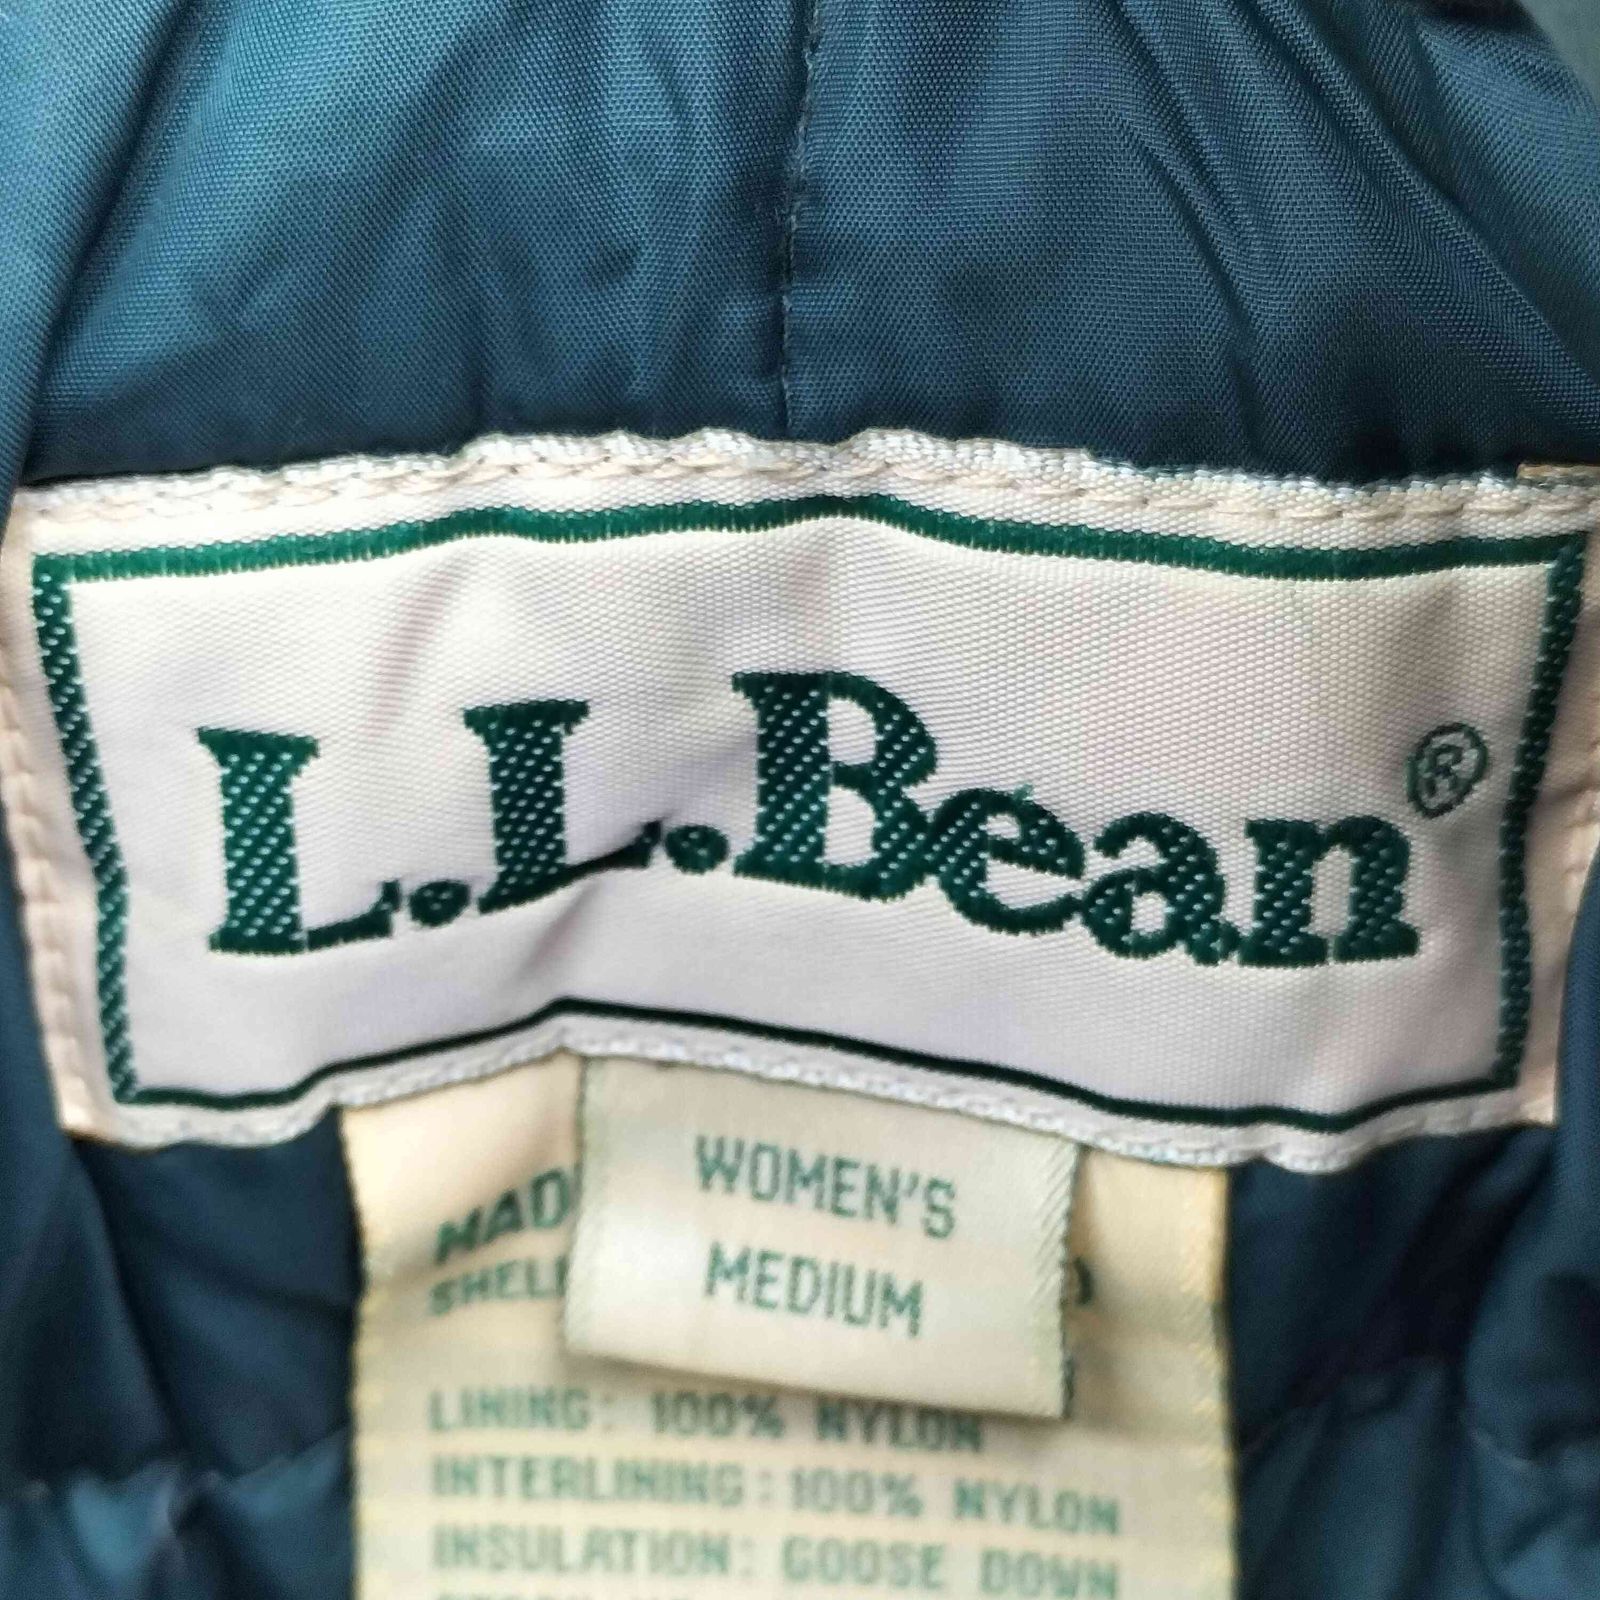 L.L.Bean®
WOMEN'S
MEDIUM
LINING: 100% NYLON
INTERLINING: 100% NYLON
INSULATION: GOOSE DOWN